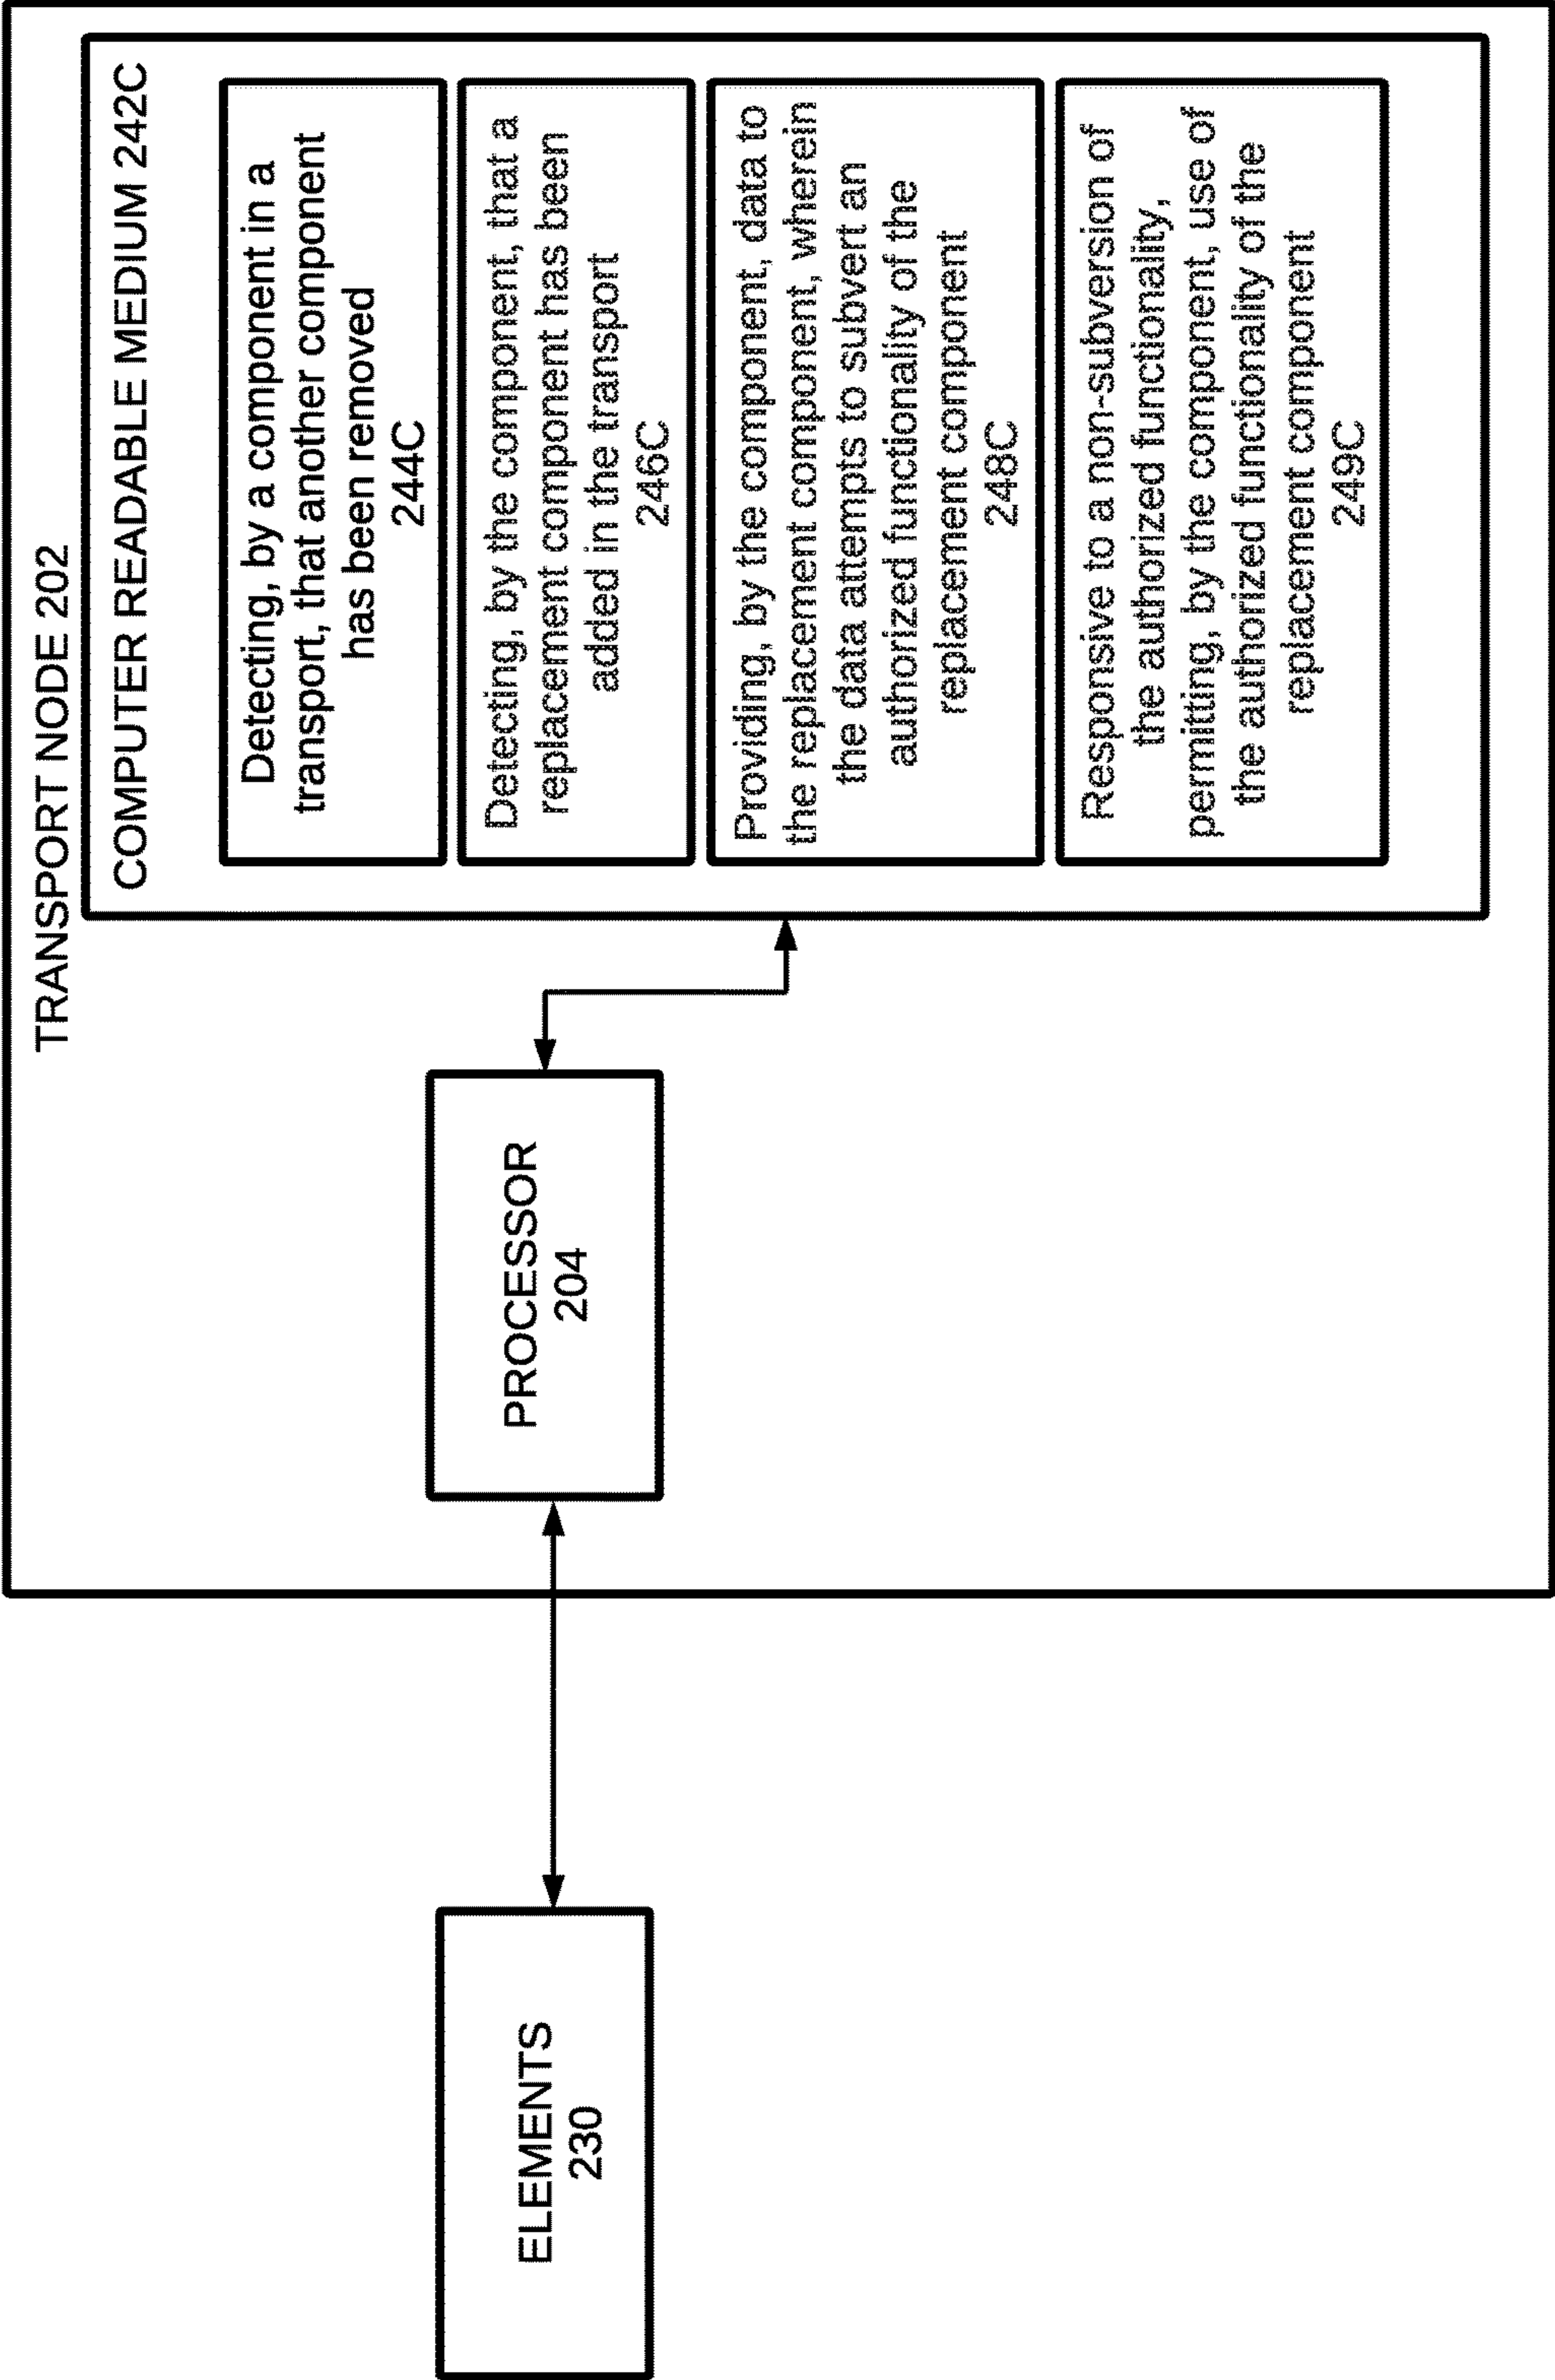 TRANSPORT NODE 202
COMPUTER READABLE MEDIUM 242C
Detecting, by a component in a
transport, that another component
has been removed
244C
Detecting, by the component, that a
replacement component has been
added in the transport
246C
Providing, by the component, data to
the replacement component, wherein
the data attempts to subvert an
authorized functionality of the
replacement component
248C
Responsive to a non-subversion of
the authorized functionality,
permitting, by the component, use of
the authorized functionality of the
replacement component
249C
PROCESSOR
204
ELEMENTS
230